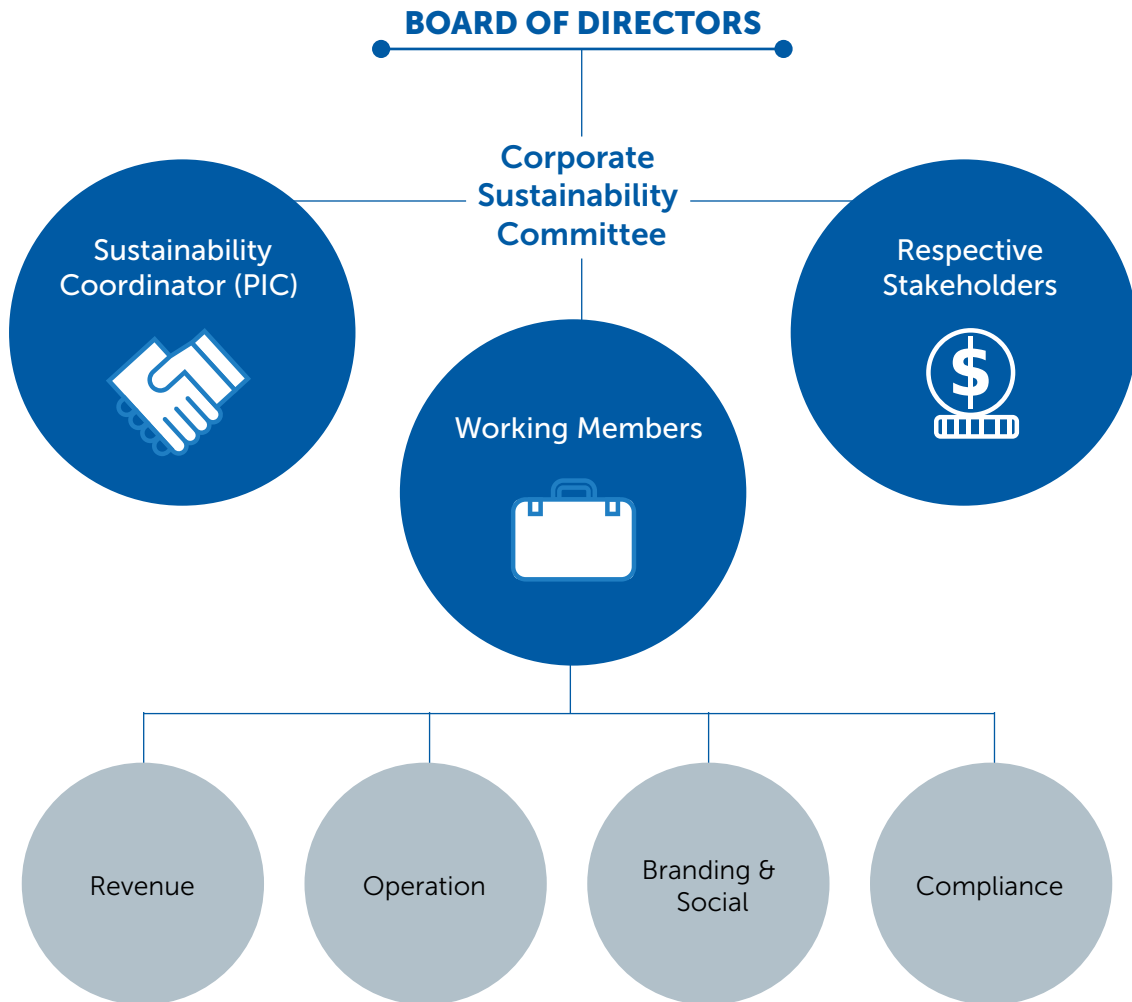 BOARD OF DIRECTORS
Corporate
Sustainability
Committee
Sustainability
Coordinator (PIC)
Respective
Stakeholders
$
Working Members
Revenue
Operation
Branding &
Social
Compliance